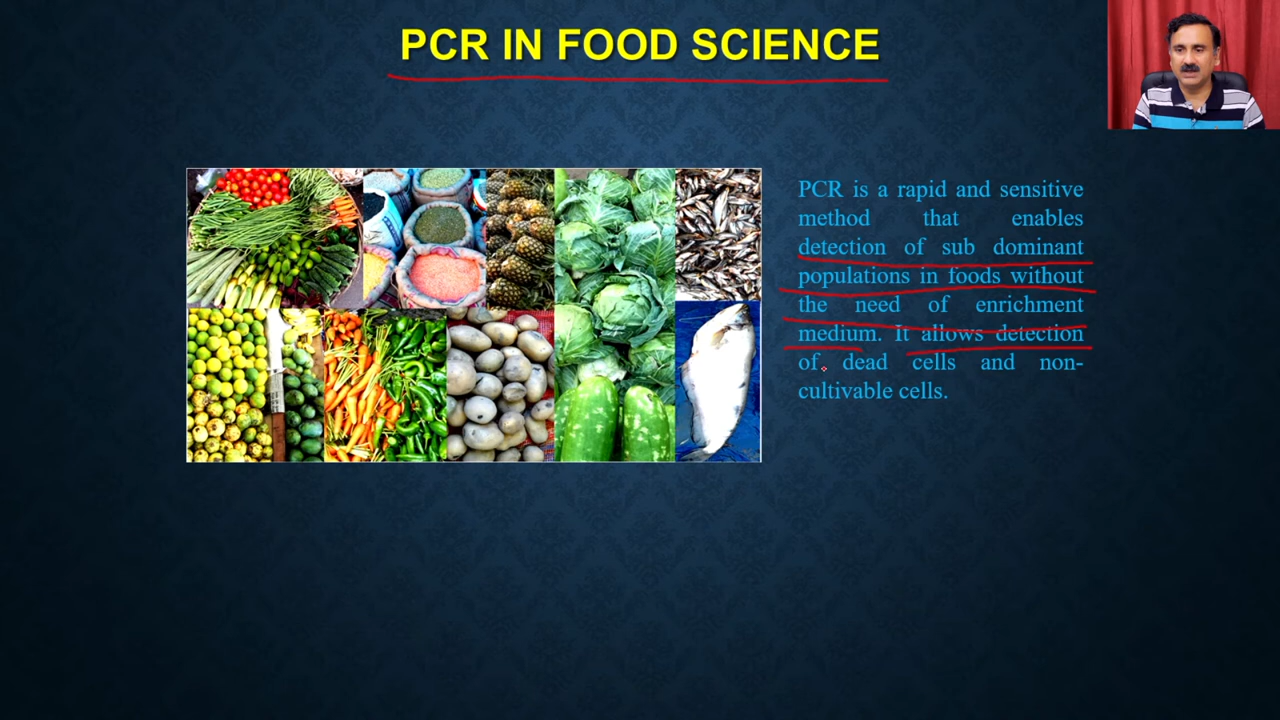 PCR IN FOOD SCIENCE
PCR is a rapid and sensitive
method that enables
detection of sub dominant
populations in foods without
the need of enrichment
medium. It allows detection
of dead cells and non-
cultivable cells.